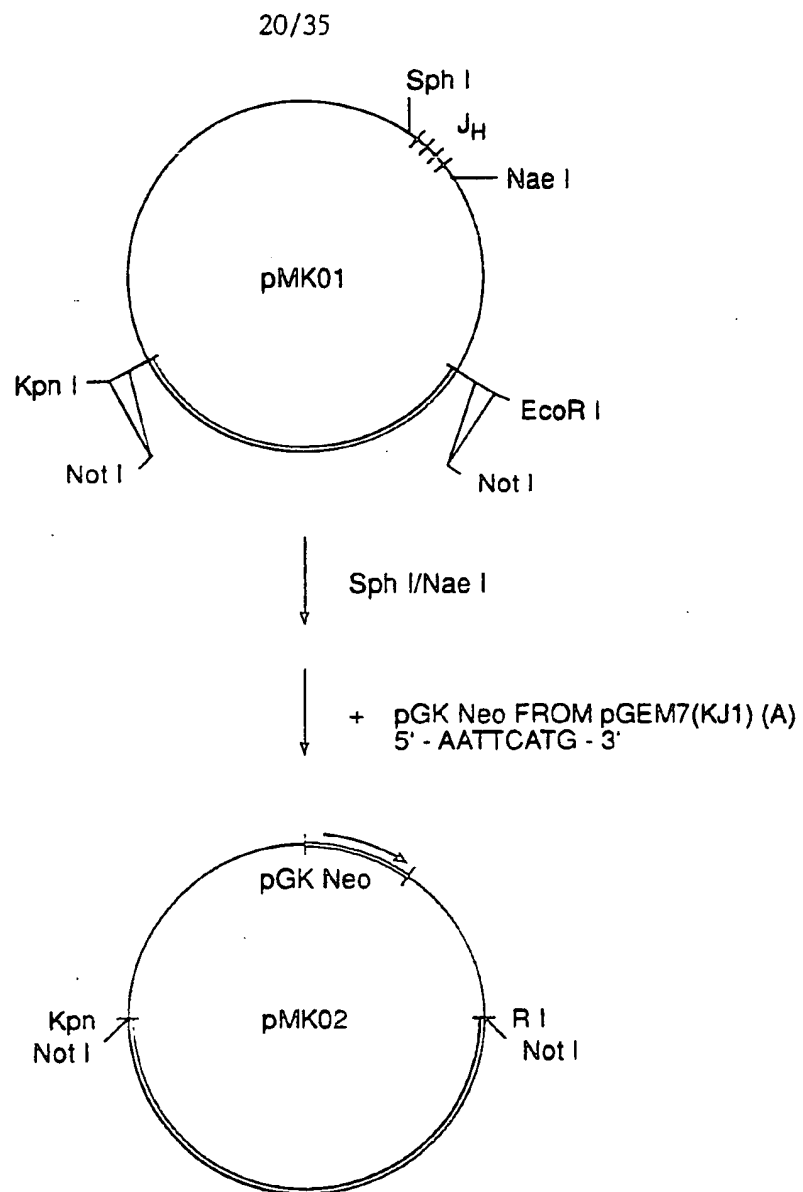 20/35
Sph I
JH
Nae I
pMK01
Kpn I
EcoR I
Not I
Not I
Sph I/Nae I
+ pGK Neo FROM pGEM7(KJ1) (A)
5' - AATTCATG - 3'
pGK Neo
Kpn
Not I
pMK02
R I
Not I